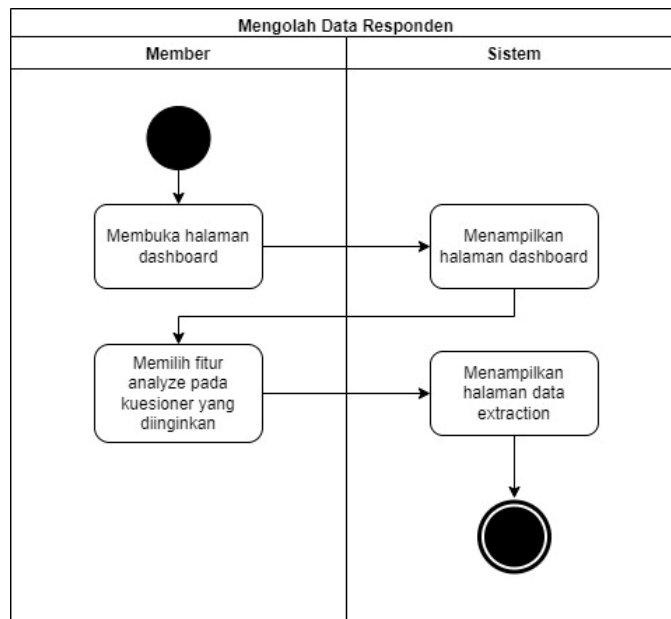 Mengolah Data Responden
Member
Sistem
Membuka halaman
dashboard
Menampilkan
halaman dashboard
Memilih fitur
analyze pada
kuesioner yang
diinginkan
Menampilkan
halaman data
extraction